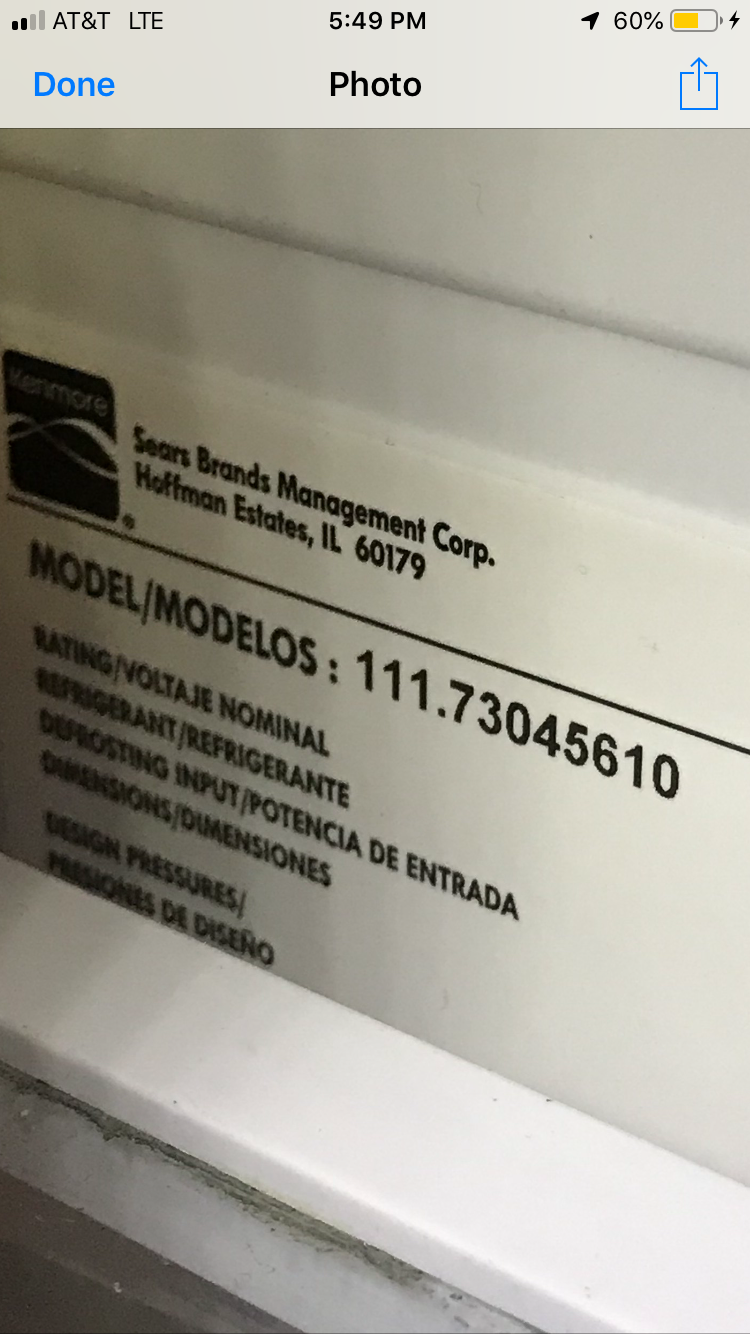 AT&T LTE 5:49 PM 60%
Done Photo
Kenmore
Sears Brands Management Corp.
Hoffman Estates, IL 60179
®
MODEL/MODELOS : 111.73045610
RATING/VOLTAJE NOMINAL
REFRIGERANT/REFRIGERANTE
DEFROSTING INPUT/POTENCIA DE ENTRADA
DIMENSIONS/DIMENSIONES
DESIGN PRESSURES/
PRESIONES DE DISEÑO